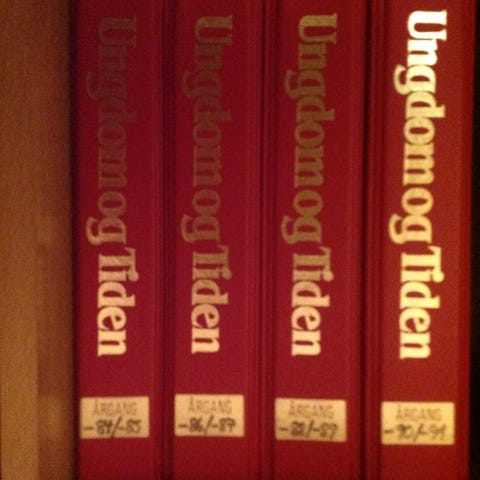 Ungdom og Tiden
ÅRGANG
-84/-85
Ungdom og Tiden
ÅRGANG
-86/-87
Ungdom og Tiden
ÅRGANG
-88/-89
Ungdom og Tiden
ÅRGANG
-90/-91